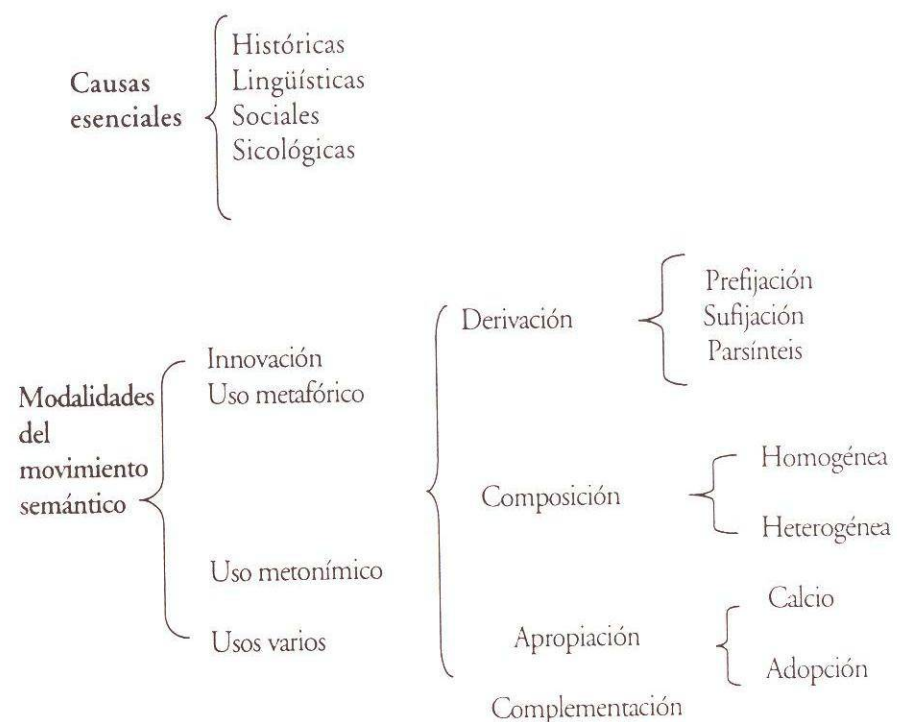 Causas
esenciales
Históricas
Lingüísticas
Sociales
Sicológicas
Modalidades
del
movimiento
semántico
Innovación
Uso metafórico
Uso metonímico
Usos varios
Derivación
Prefijación
Sufijación
Parsínteis
Composición
Homogénea
Heterogénea
Apropiación
Calcio
Adopción
Complementación